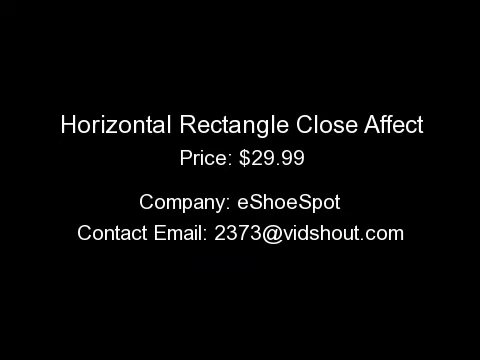 Horizontal Rectangle Close Affect
Price: $29.99
Company: eShoeSpot
Contact Email: 2373@vidshout.com